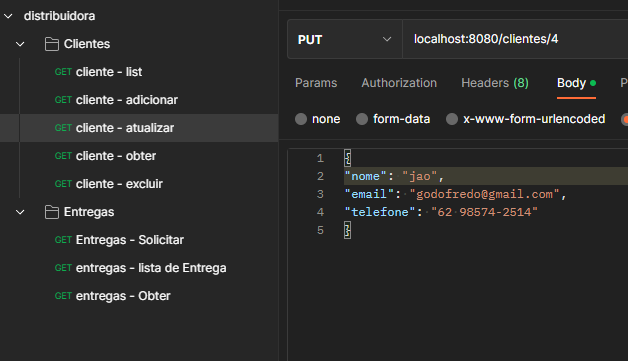 distribuidora
Clientes
GET cliente - list
GET cliente - adicionar
GET cliente - atualizar
GET cliente - obter
GET cliente - excluir
Entregas
GET Entregas - Solicitar
GET entregas - lista de Entrega
GET entregas - Obter
PUT localhost:8080/clientes/4
Params Authorization Headers (8) Body P
none form-data x-www-form-urlencoded
1 {
2 "nome": "jao",
3 "email": "godofredo@gmail.com",
4 "telefone": "62 98574-2514"
5 }